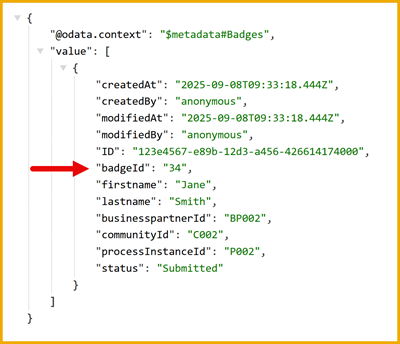 {
"@odata.context": "$metadata#Badges",
"value": [
{
"createdAt": "2025-09-08T09:33:18.444Z",
"createdBy": "anonymous",
"modifiedAt": "2025-09-08T09:33:18.444Z",
"modifiedBy": "anonymous",
"ID": "123e4567-e89b-12d3-a456-426614174000",
"badgeId": "34",
"firstname": "Jane",
"lastname": "Smith",
"businesspartnerId": "BP002",
"communityId": "C002",
"processInstanceId": "P002",
"status": "Submitted"
}
]
}